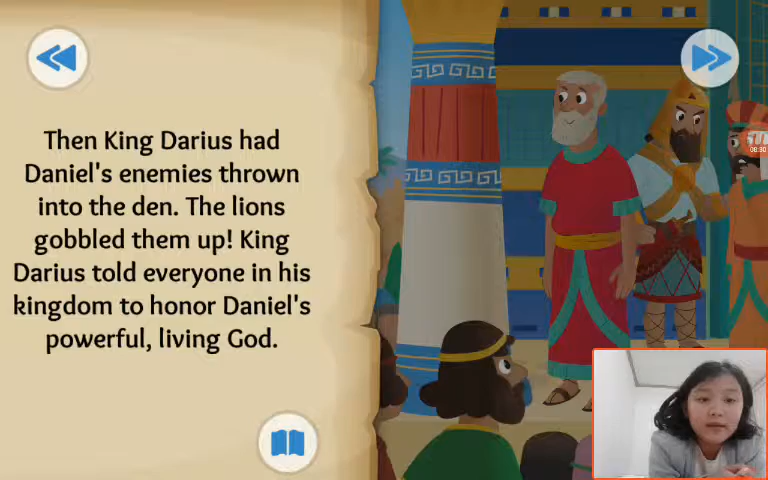 Then King Darius had
Daniel's enemies thrown
into the den. The lions
gobbled them up! King
Darius told everyone in his
kingdom to honor Daniel's
powerful, living God.